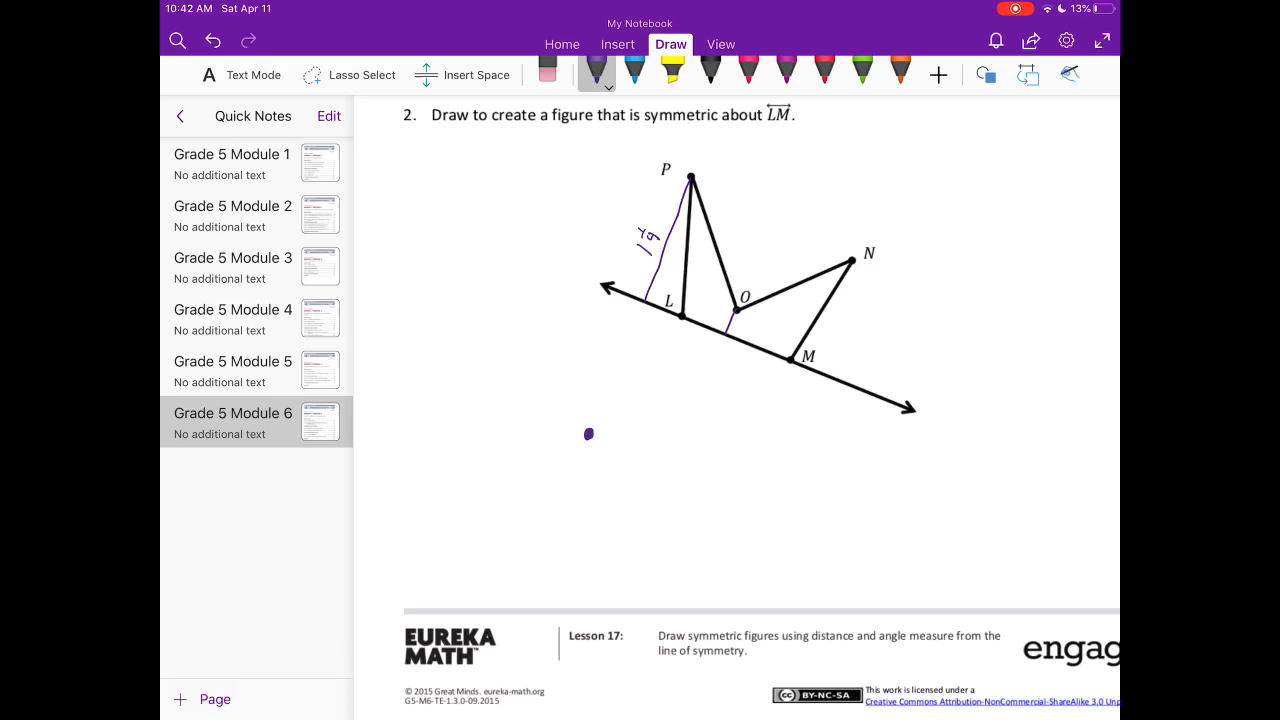 10:42 AM Sat Apr 11
13%
My Notebook
Home Insert Draw View
Text Mode Lasso Select Insert Space
Quick Notes Edit
Grade 5 Module 1
No additional text
Grade 5 Module 2
No additional text
Grade 5 Module 3
No additional text
Grade 5 Module 4
No additional text
Grade 5 Module 5
No additional text
Grade 5 Module 6
No additional text
Page
2. Draw to create a figure that is symmetric about LM.
P
N
L
O
M
EUREKA
MATH™
Lesson 17:
Draw symmetric figures using distance and angle measure from the
line of symmetry.
engag
© 2015 Great Minds. eureka-math.org
G5-M6-TE-1.3.0-09.2015
CC BY-NC-SA
This work is licensed under a
Creative Commons Attribution-NonCommercial-ShareAlike 3.0 Unp